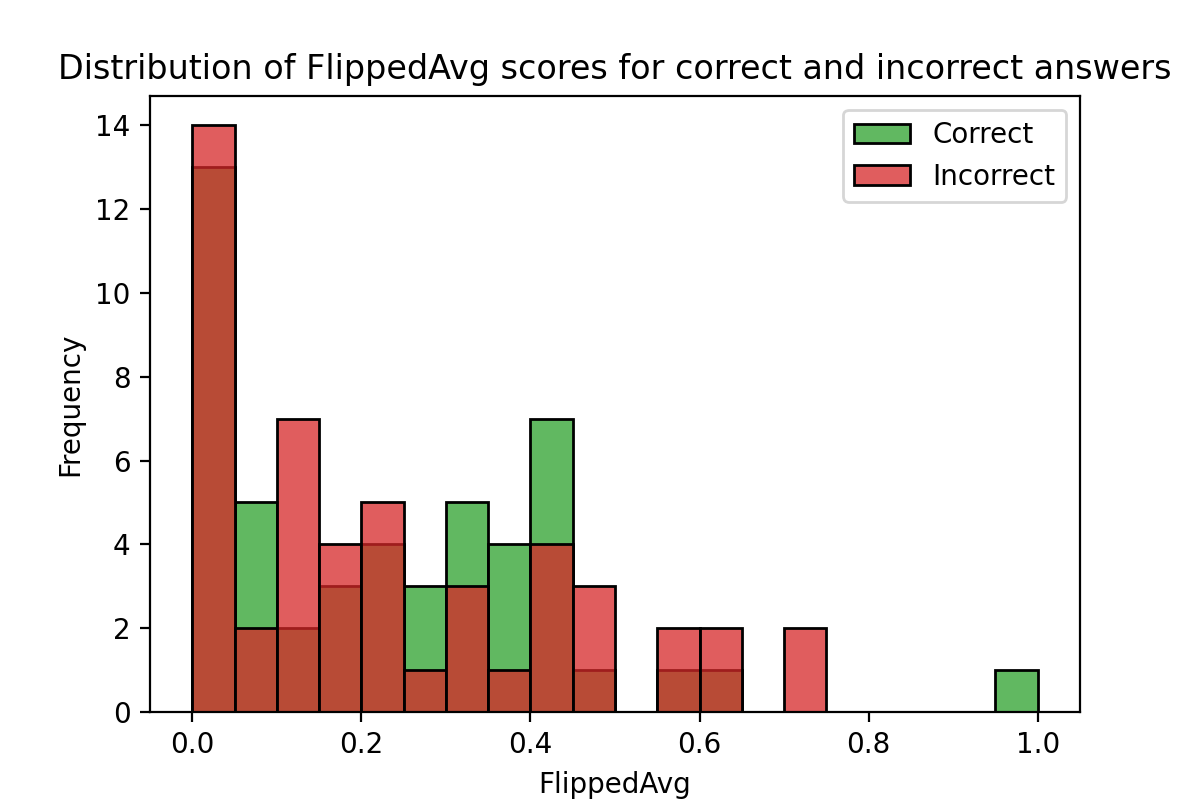 Distribution of FlippedAvg scores for correct and incorrect answers
Correct
Incorrect
14
12
10
8
6
4
2
0
Frequency
0.0 0.2 0.4 0.6 0.8 1.0
FlippedAvg